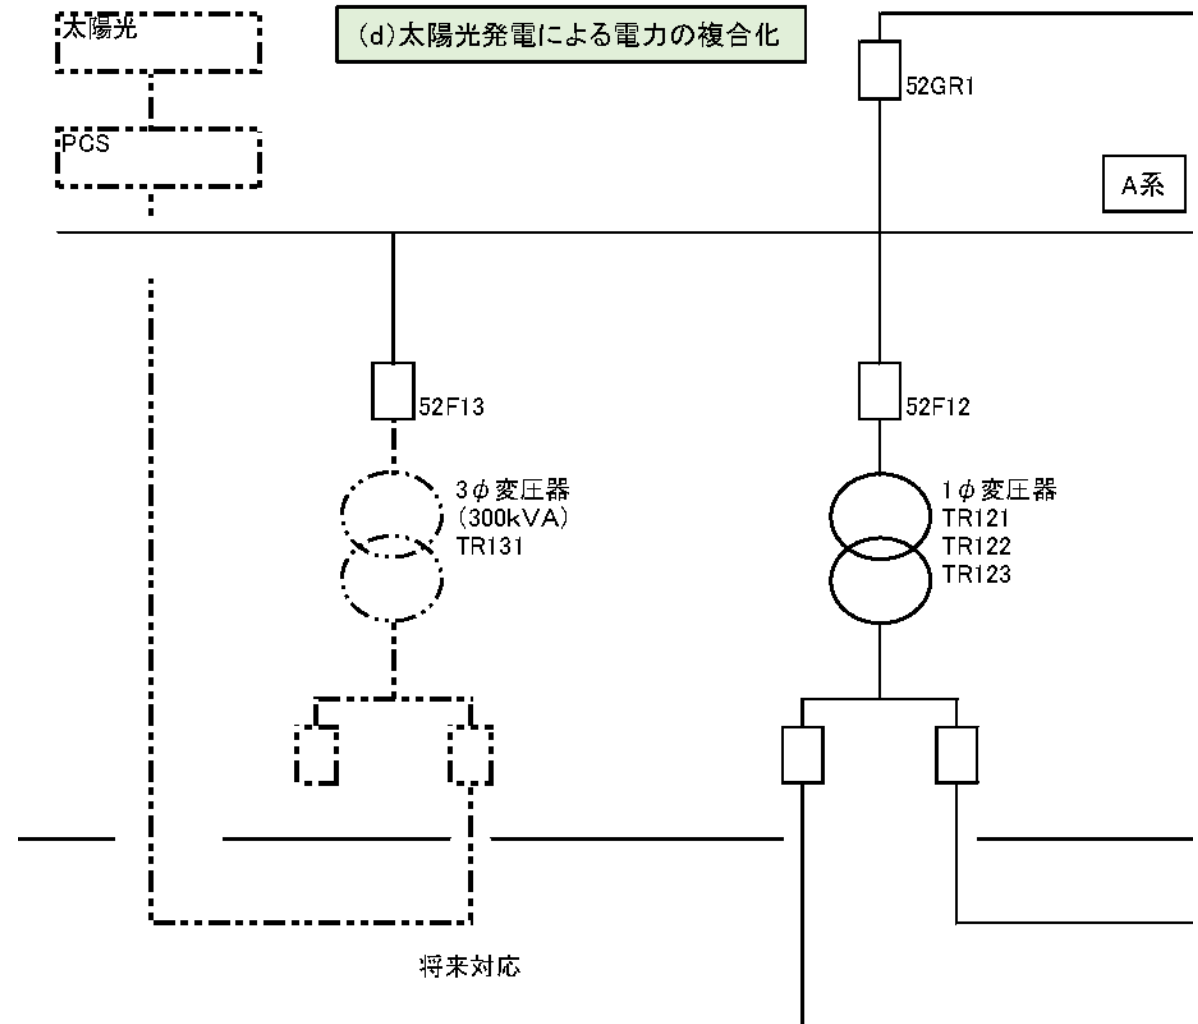 太陽光
(d)太陽光発電による電力の複合化
52GR1
PCS
A系
52F13
52F12
3φ変圧器
(300kVA)
TR131
1φ変圧器
TR121
TR122
TR123
将来対応